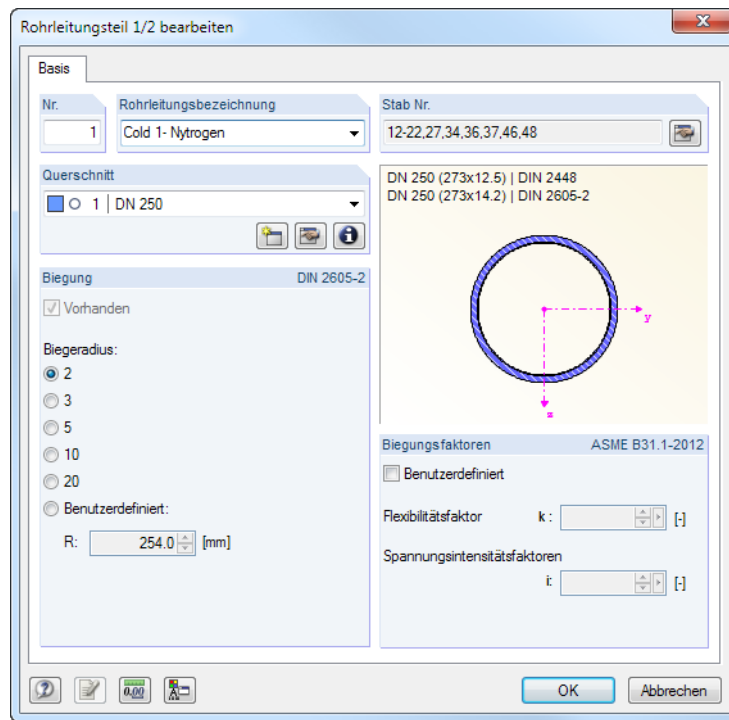 Rohrleitungsteil 1/2 bearbeiten
Basis
Nr.
Rohrleitungsbezeichnung
Stab Nr.
1
Cold 1- Nytrogen
12-22,27,34,36,37,46,48
Querschnitt
1 DN 250
DN 250 (273x12.5) | DIN 2448
DN 250 (273x14.2) | DIN 2605-2
y
z
Biegung DIN 2605-2
Vorhanden
Biegeradius:
2
3
5
10
20
Benutzerdefiniert:
R: 254.0 [mm]
Biegungsfaktoren ASME B31.1-2012
Benutzerdefiniert
Flexibilitätsfaktor k : [-]
Spannungsintensitätsfaktoren
i: [-]
0.00
OK
Abbrechen